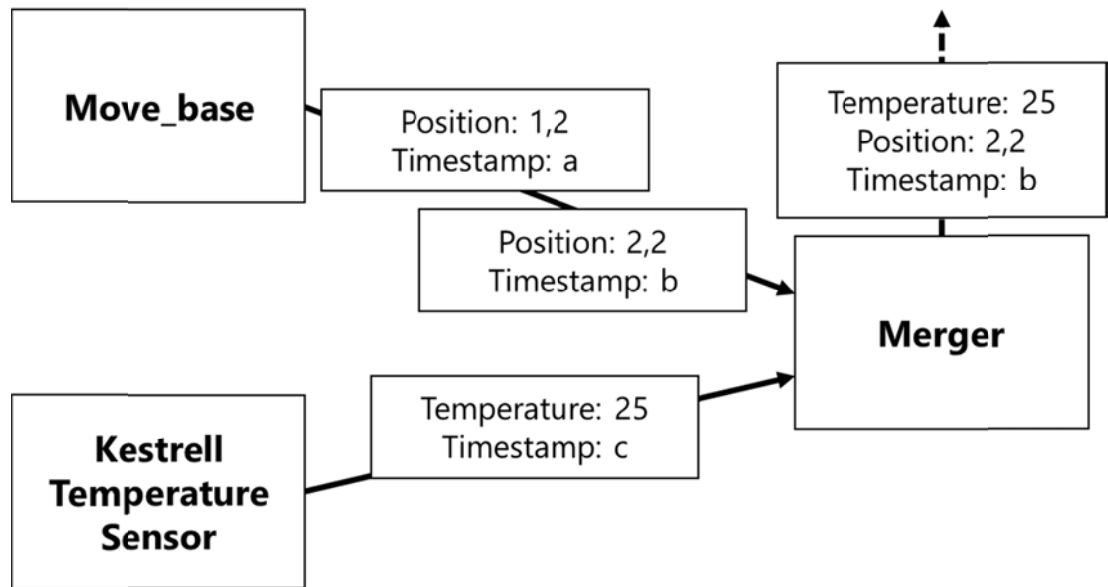 Move_base
Position: 1,2
Timestamp: a
Position: 2,2
Timestamp: b
Temperature: 25
Position: 2,2
Timestamp: b
Merger
Temperature: 25
Timestamp: c
Kestrell
Temperature
Sensor